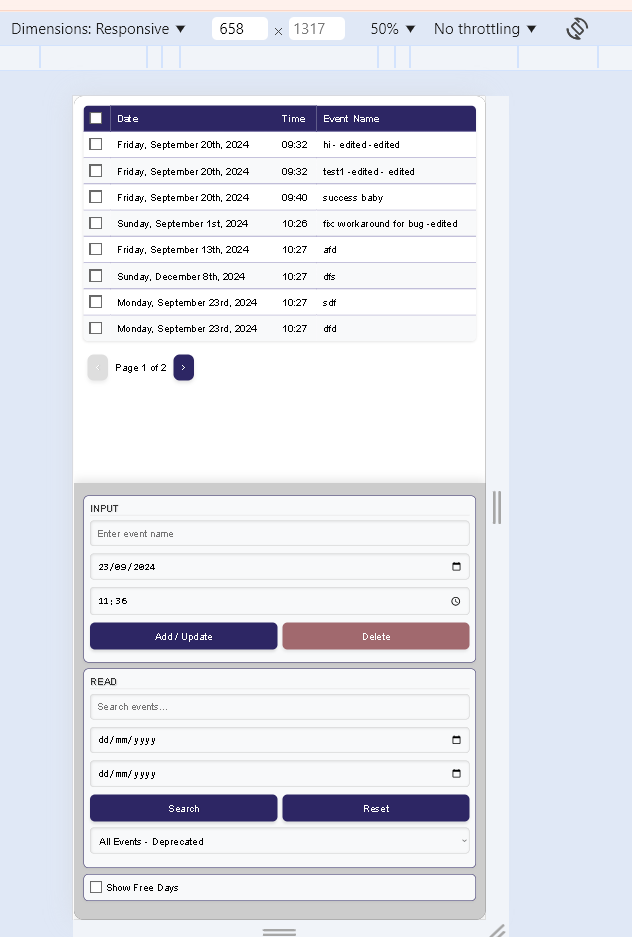 Dimensions: Responsive ▼ 658 × 1317 50% ▼ No throttling ▼
Date Time Event Name
Friday, September 20th, 2024 09:32 hi - edited - edited
Friday, September 20th, 2024 09:32 test1 - edited - edited
Friday, September 20th, 2024 09:40 success baby
Sunday, September 1st, 2024 10:26 fix workaround for bug - edited
Friday, September 13th, 2024 10:27 afd
Sunday, December 8th, 2024 10:27 dfs
Monday, September 23rd, 2024 10:27 sdf
Monday, September 23rd, 2024 10:27 dfd
‹ Page 1 of 2 ›
INPUT
Enter event name
23/09/2024
11:36
Add / Update Delete
READ
Search events...
dd/mm/yyyy
dd/mm/yyyy
Search Reset
All Events - Deprecated
Show Free Days